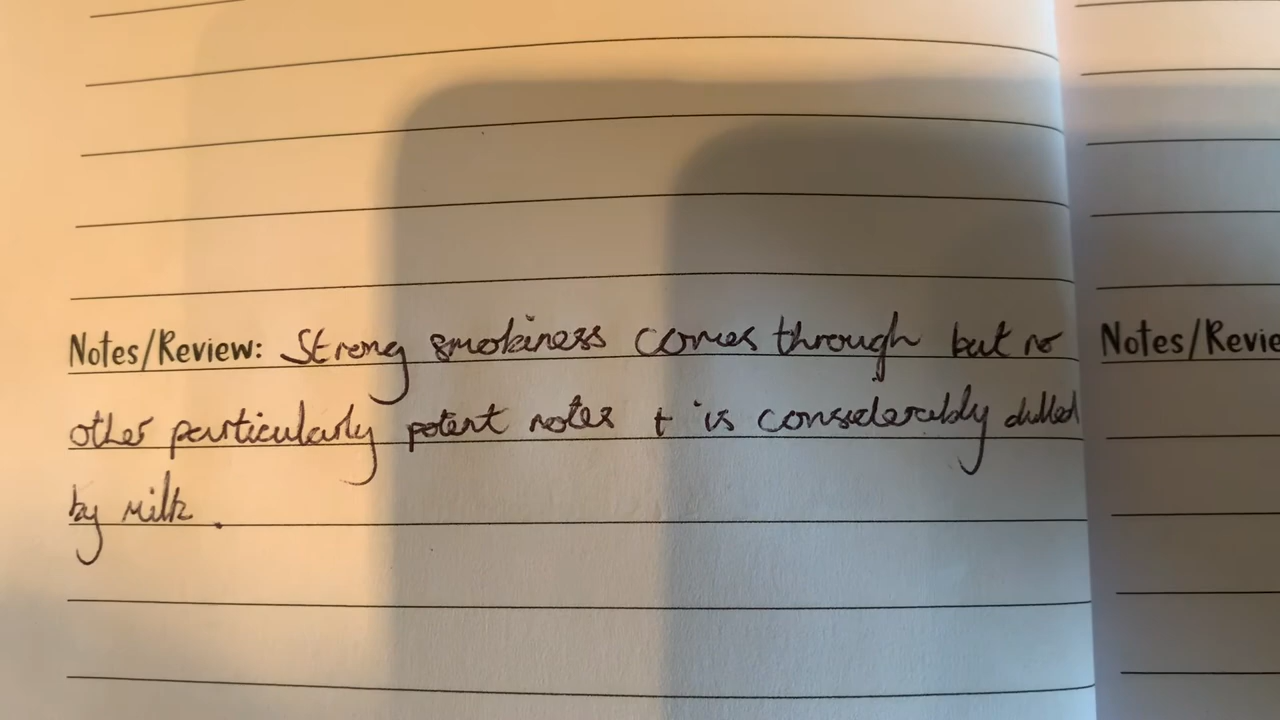 Notes/Review: Strong smokiness comes through but no
other particularly potent notes + is considerably dulled
by milk.
Notes/Revie